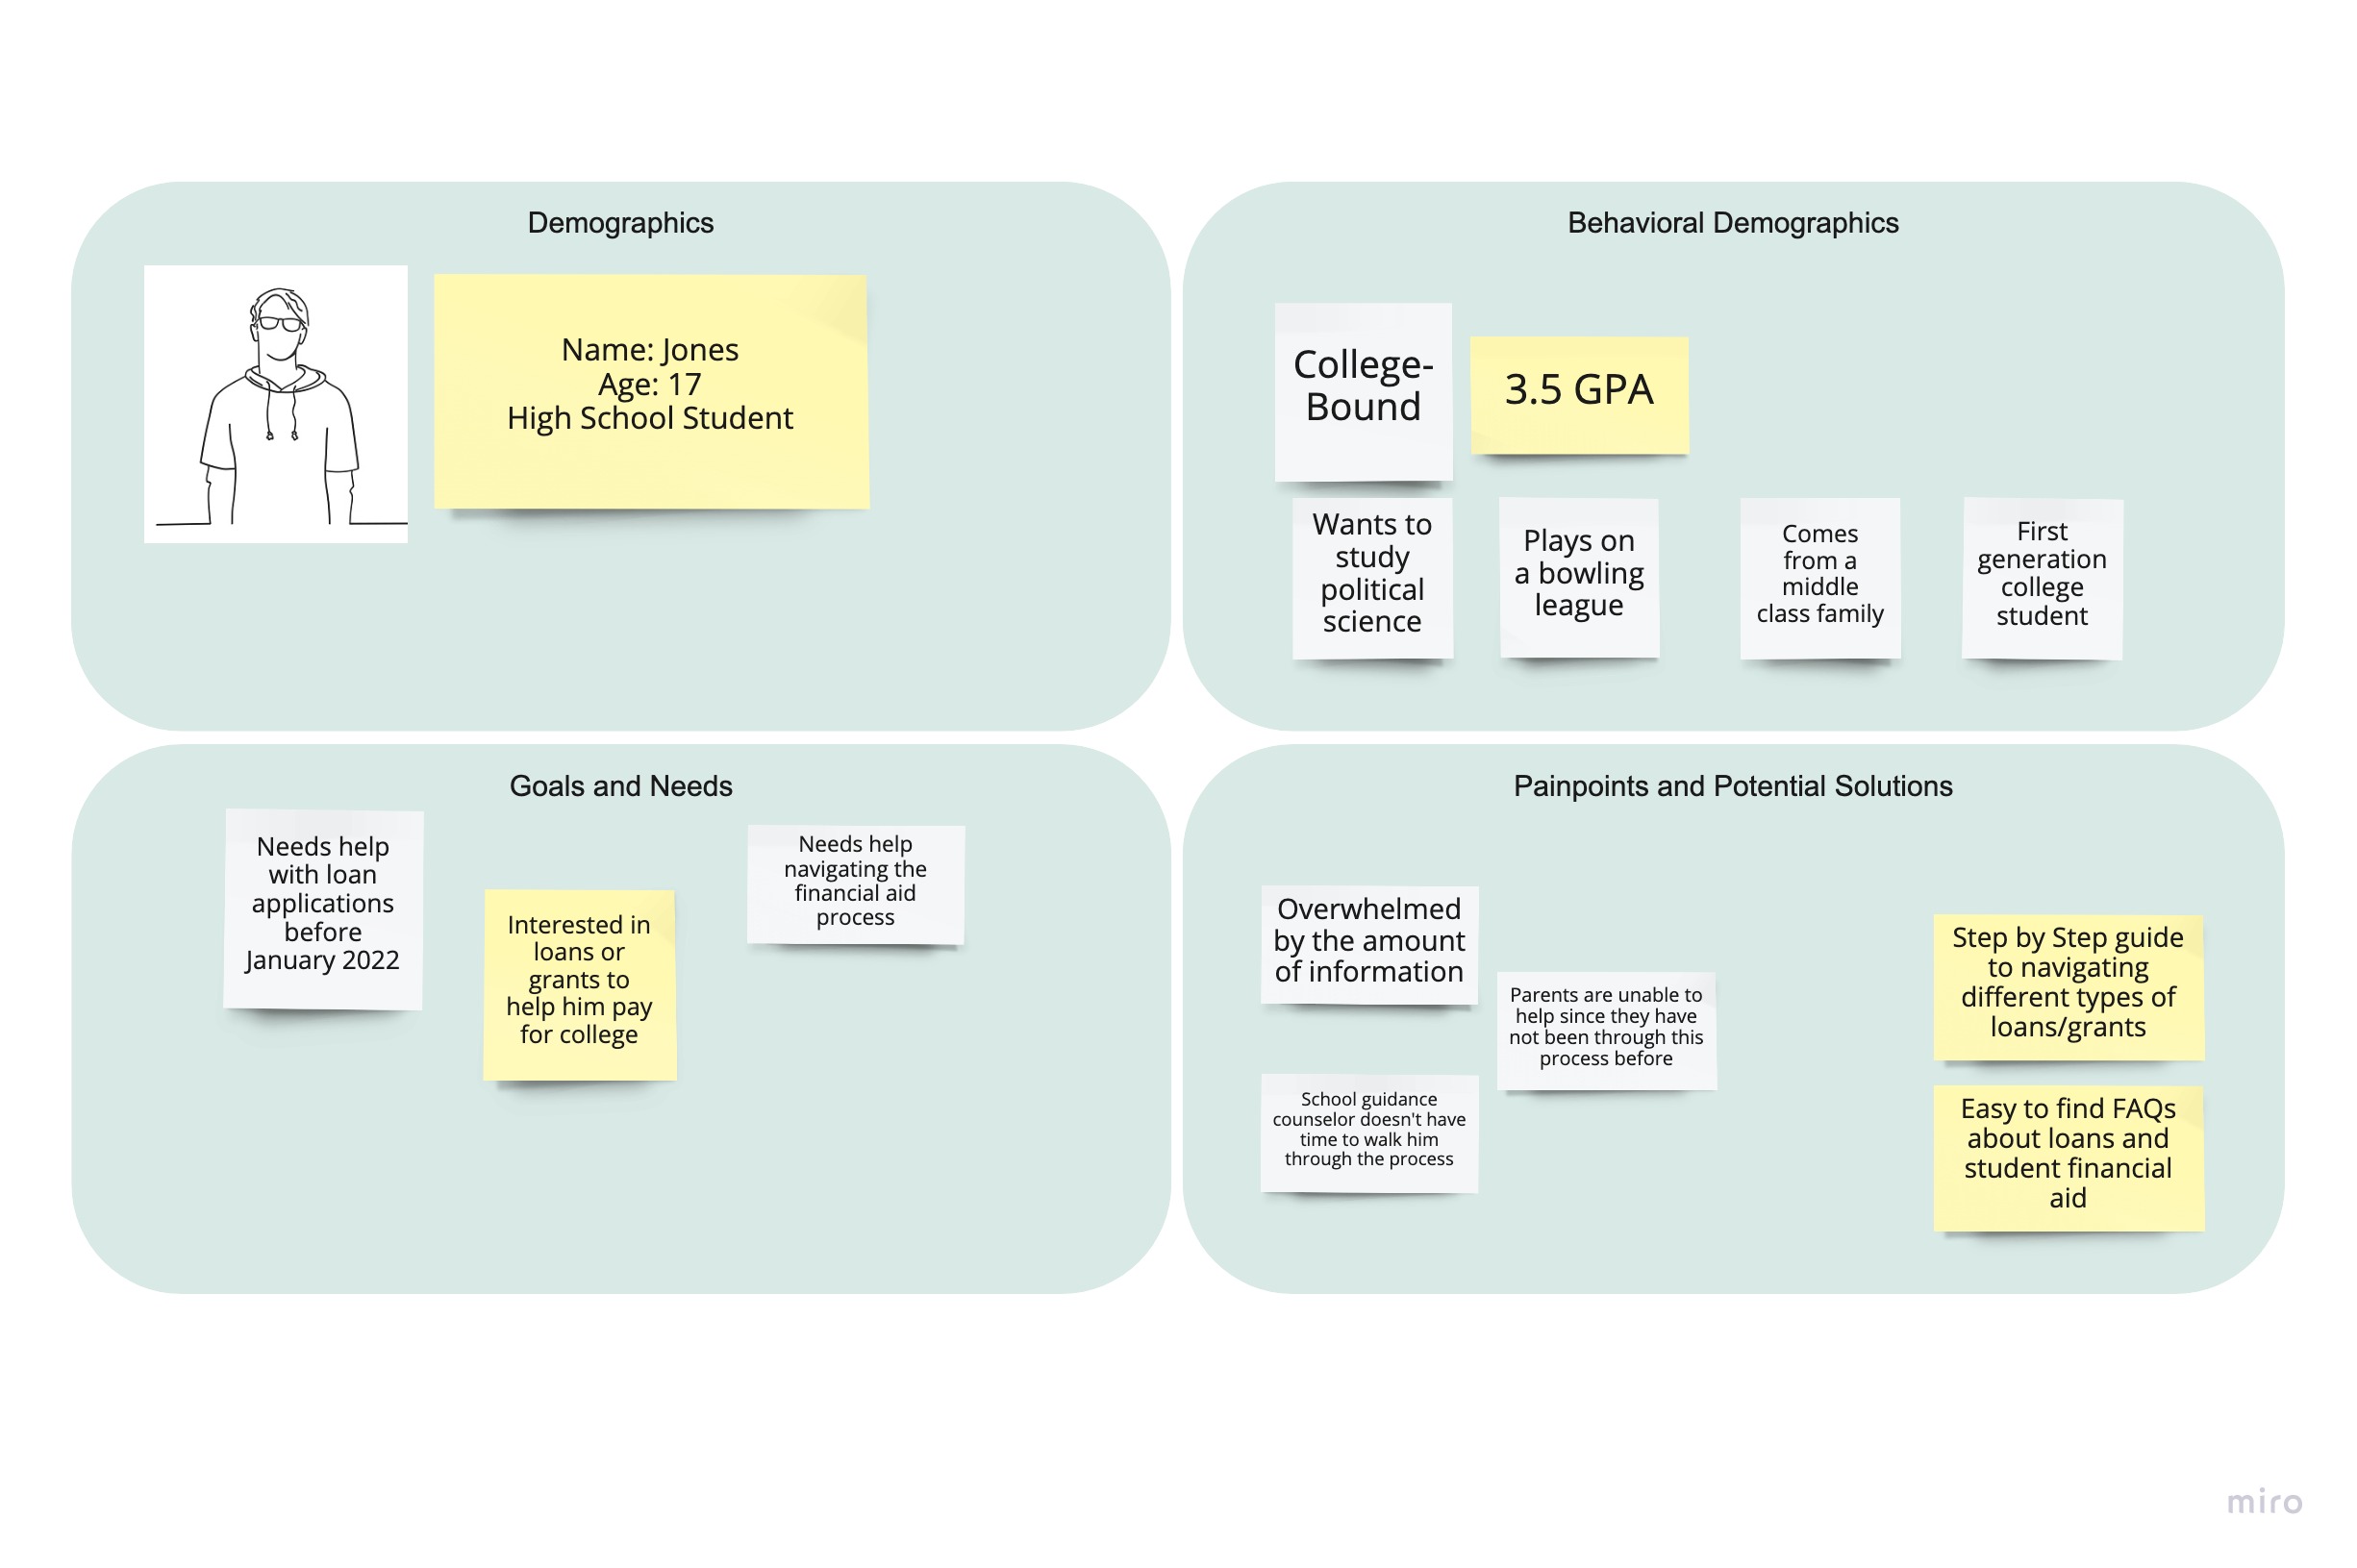 Demographics
Name: Jones
Age: 17
High School Student
Behavioral Demographics
College-
Bound
3.5 GPA
Wants to
study
political
science
Plays on
a bowling
league
Comes
from a
middle
class family
First
generation
college
student
Goals and Needs
Needs help
with loan
applications
before
January 2022
Interested in
loans or
grants to
help him pay
for college
Needs help
navigating the
financial aid
process
Painpoints and Potential Solutions
Overwhelmed
by the amount
of information
Parents are unable to
help since they have
not been through this
process before
School guidance
counselor doesn't have
time to walk him
through the process
Step by Step guide
to navigating
different types of
loans/grants
Easy to find FAQs
about loans and
student financial
aid
miro